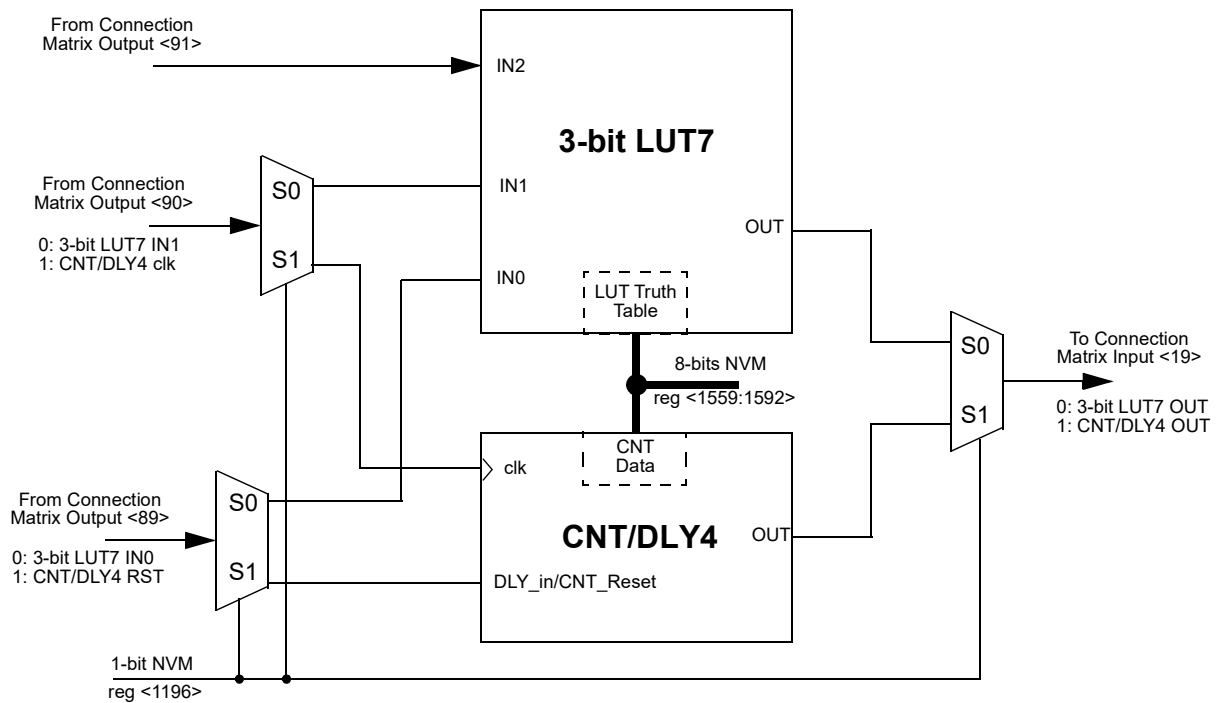 From Connection
Matrix Output <91>
IN2
3-bit LUT7
From Connection
Matrix Output <90>
S0
S1
0: 3-bit LUT7 IN1
1: CNT/DLY4 clk
IN1
IN0
OUT
LUT Truth
Table
8-bits NVM
reg <1559:1592>
S0
S1
To Connection
Matrix Input <19>
0: 3-bit LUT7 OUT
1: CNT/DLY4 OUT
CNT
Data
clk
CNT/DLY4
OUT
DLY_in/CNT_Reset
From Connection
Matrix Output <89>
S0
S1
0: 3-bit LUT7 IN0
1: CNT/DLY4 RST
1-bit NVM
reg <1196>